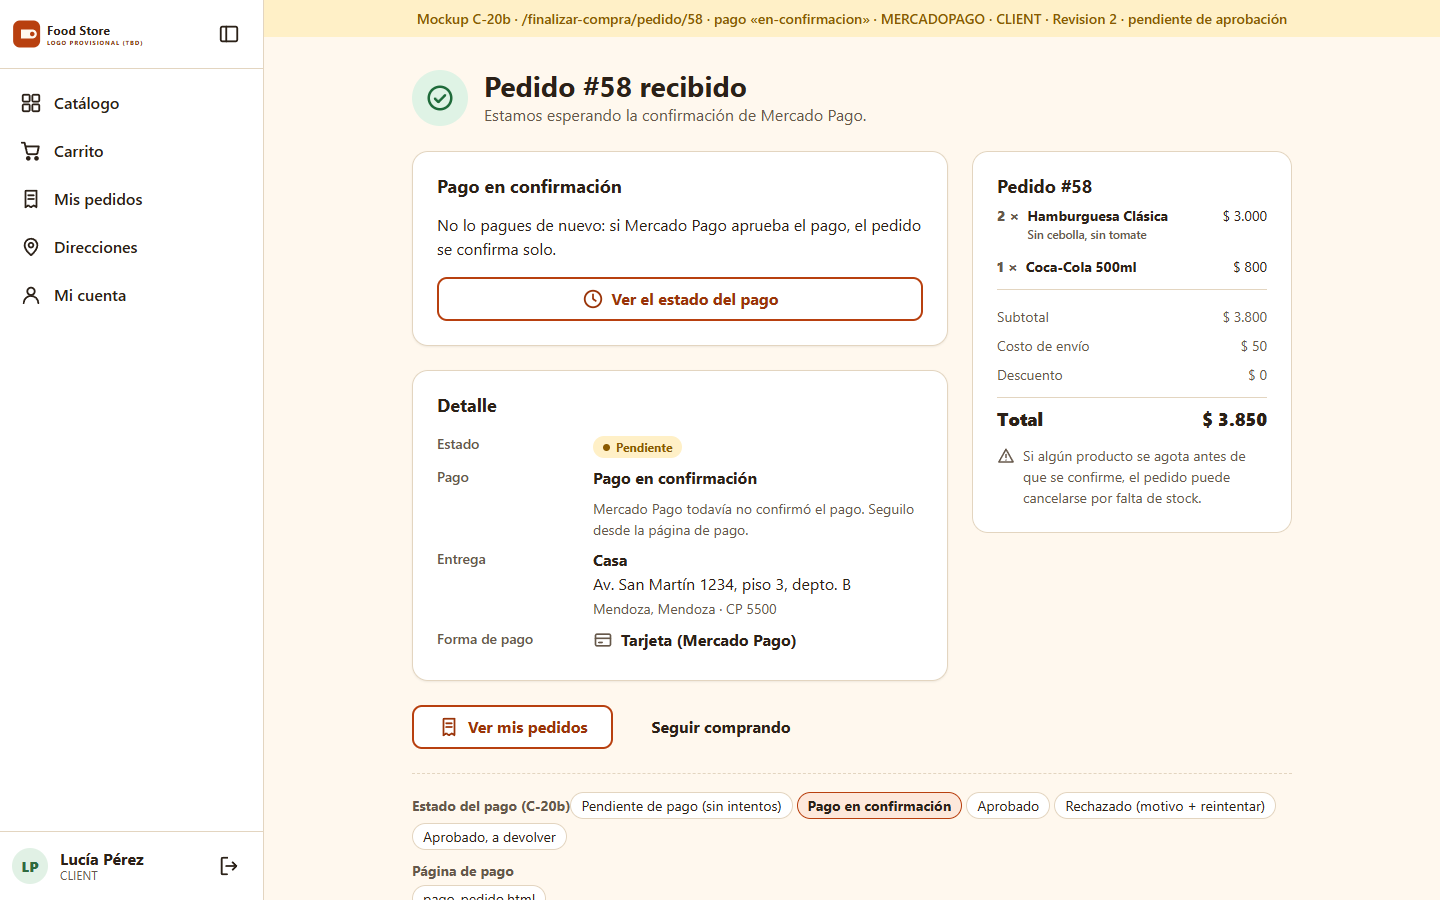 Food Store
LOGO PROVISIONAL (TBD)
Catálogo
Carrito
Mis pedidos
Direcciones
Mi cuenta
LP
Lucía Pérez
CLIENT
Mockup C-20b · /finalizar-compra/pedido/58 · pago «en-confirmacion» · MERCADOPAGO · CLIENT · Revision 2 · pendiente de aprobación
Pedido #58 recibido
Estamos esperando la confirmación de Mercado Pago.
Pago en confirmación
No lo pagues de nuevo: si Mercado Pago aprueba el pago, el pedido
se confirma solo.
Ver el estado del pago
Detalle
Estado
Pendiente
Pago
Pago en confirmación
Mercado Pago todavía no confirmó el pago. Seguilo
desde la página de pago.
Entrega
Casa
Av. San Martín 1234, piso 3, depto. B
Mendoza, Mendoza · CP 5500
Forma de pago
Tarjeta (Mercado Pago)
Ver mis pedidos
Seguir comprando
Pedido #58
2 × Hamburguesa Clásica $ 3.000
Sin cebolla, sin tomate
1 × Coca-Cola 500ml $ 800
Subtotal $ 3.800
Costo de envío $ 50
Descuento $ 0
Total $ 3.850
Si algún producto se agota antes de
que se confirme, el pedido puede
cancelarse por falta de stock.
Estado del pago (C-20b) Pendiente de pago (sin intentos) Pago en confirmación Aprobado Rechazado (motivo + reintentar)
Aprobado, a devolver
Página de pago
pago-pedido.html